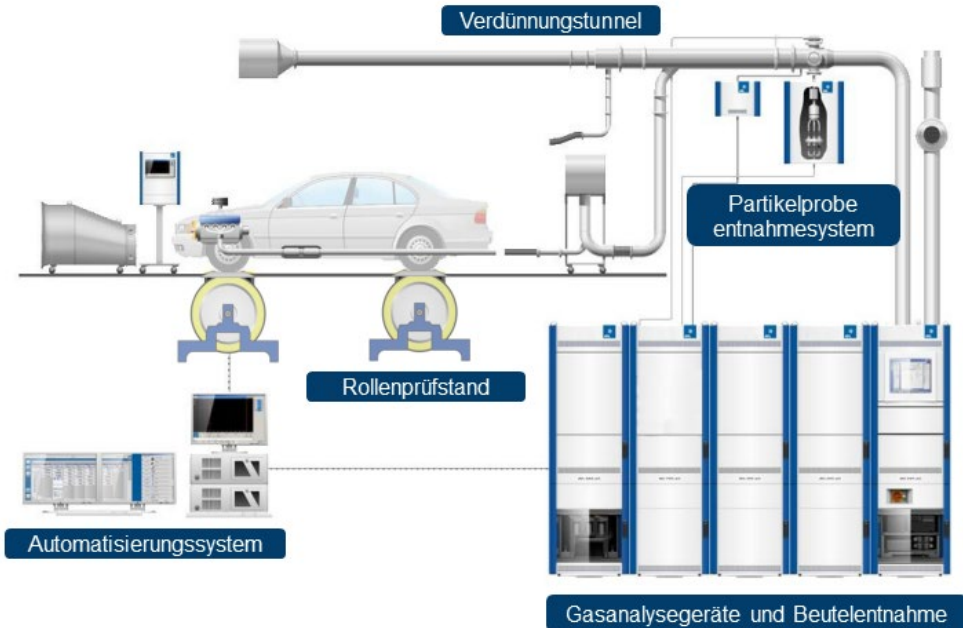 Verdünnungstunnel
Partikelprobe
entnahmesystem
Rollenprüfstand
Automatisierungssystem
Gasanalysegeräte und Beutelentnahme